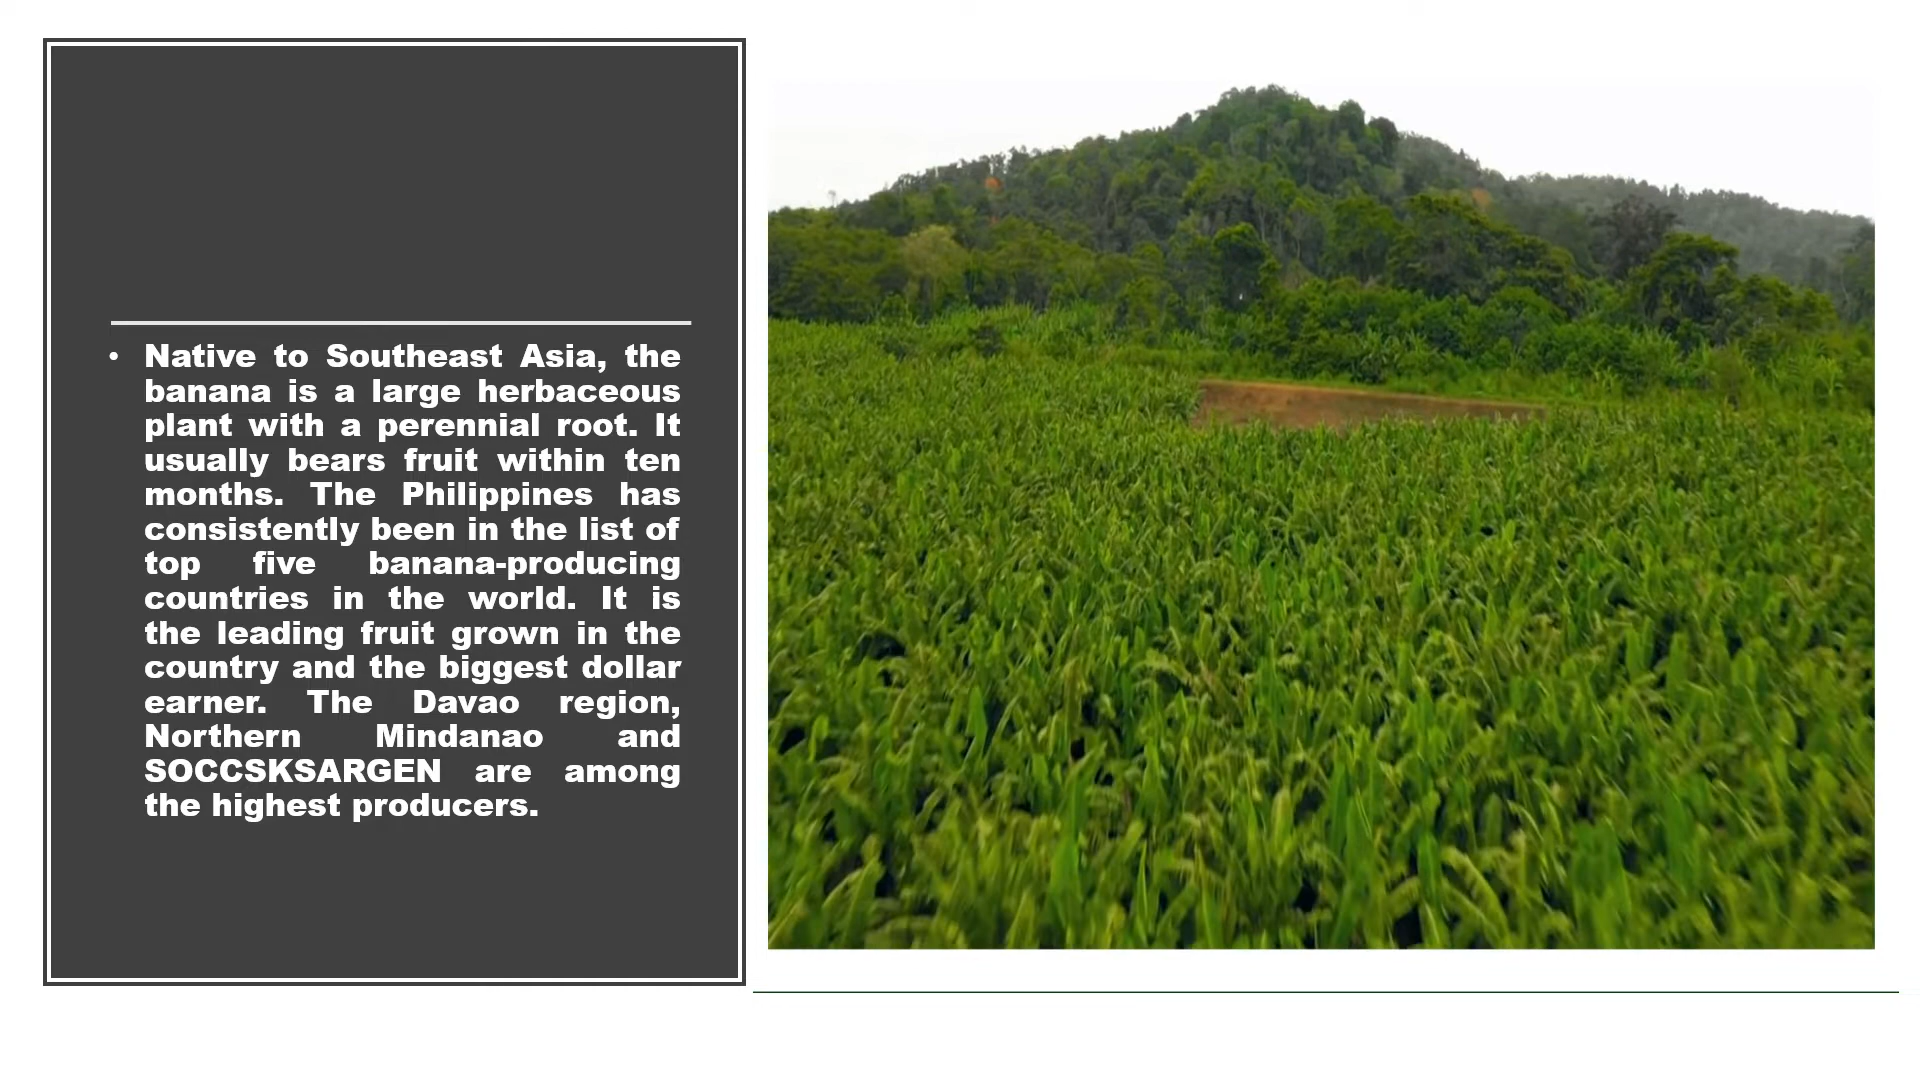 • Native to Southeast Asia, the
banana is a large herbaceous
plant with a perennial root. It
usually bears fruit within ten
months. The Philippines has
consistently been in the list of
top five banana-producing
countries in the world. It is
the leading fruit grown in the
country and the biggest dollar
earner. The Davao region,
Northern Mindanao and
SOCCSKSARGEN are among
the highest producers.